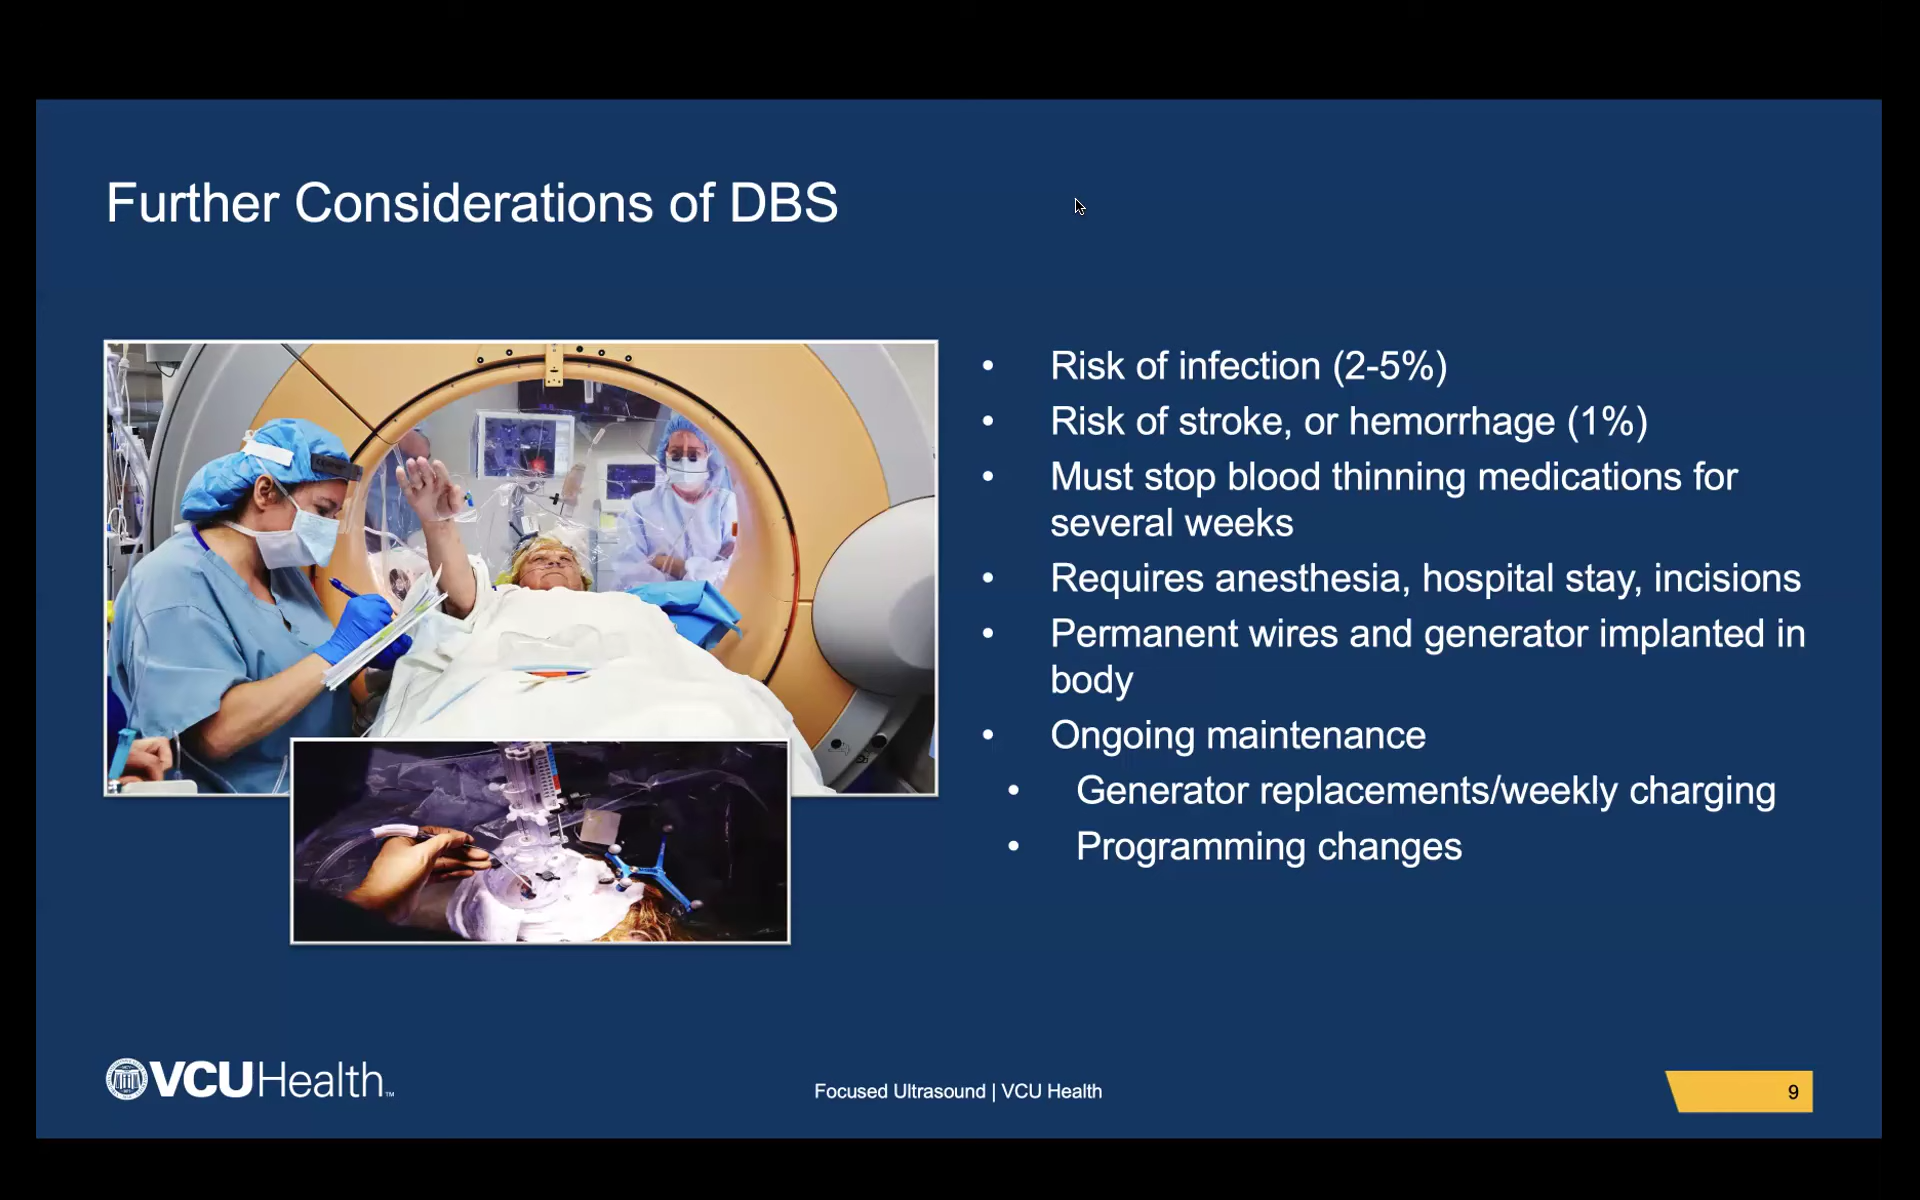 Further Considerations of DBS
• Risk of infection (2-5%)
• Risk of stroke, or hemorrhage (1%)
• Must stop blood thinning medications for
several weeks
• Requires anesthesia, hospital stay, incisions
• Permanent wires and generator implanted in
body
• Ongoing maintenance
• Generator replacements/weekly charging
• Programming changes
VCUHealth™
Focused Ultrasound | VCU Health
9